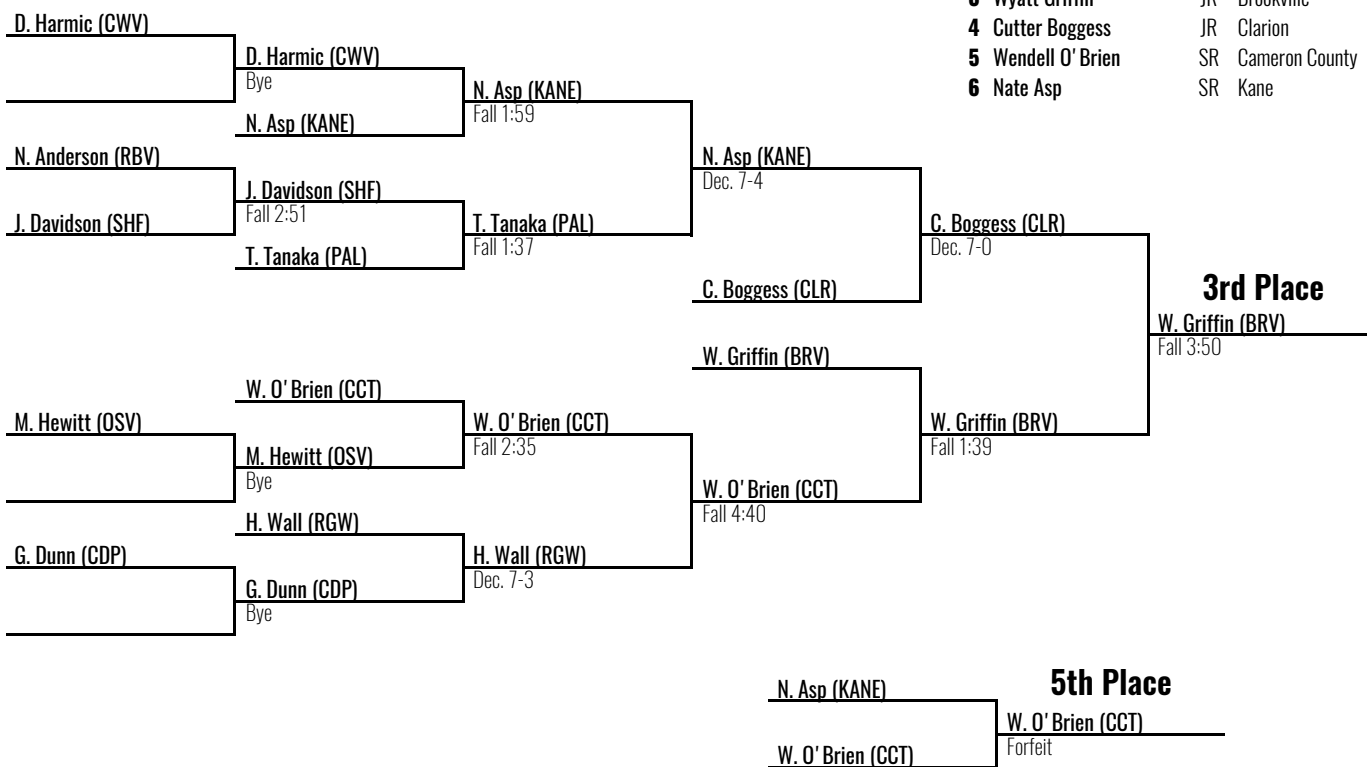 3 Wyatt Griffin JR Brookville
4 Cutter Boggess JR Clarion
5 Wendell O'Brien SR Cameron County
6 Nate Asp SR Kane
D. Harmic (CWV)
D. Harmic (CWV)
Bye
N. Asp (KANE)
N. Asp (KANE)
Fall 1:59
N. Anderson (RBV)
J. Davidson (SHF)
J. Davidson (SHF)
Fall 2:51
T. Tanaka (PAL)
T. Tanaka (PAL)
Fall 1:37
N. Asp (KANE)
Dec. 7-4
C. Boggess (CLR)
C. Boggess (CLR)
Dec. 7-0
3rd Place
W. Griffin (BRV)
Fall 3:50
W. Griffin (BRV)
W. Griffin (BRV)
Fall 1:39
W. O'Brien (CCT)
M. Hewitt (OSV)
M. Hewitt (OSV)
Bye
W. O'Brien (CCT)
Fall 2:35
W. O'Brien (CCT)
Fall 4:40
H. Wall (RGW)
G. Dunn (CDP)
G. Dunn (CDP)
Bye
H. Wall (RGW)
Dec. 7-3
5th Place
N. Asp (KANE)
W. O'Brien (CCT)
W. O'Brien (CCT)
Forfeit